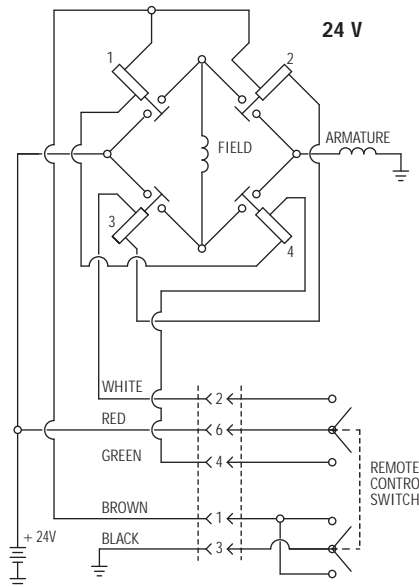 24 V
1
2
ARMATURE
FIELD
3
4
WHITE
2
RED
6
GREEN
4
REMOTE
CONTROL
SWITCH
BROWN
1
+ 24V
BLACK
3